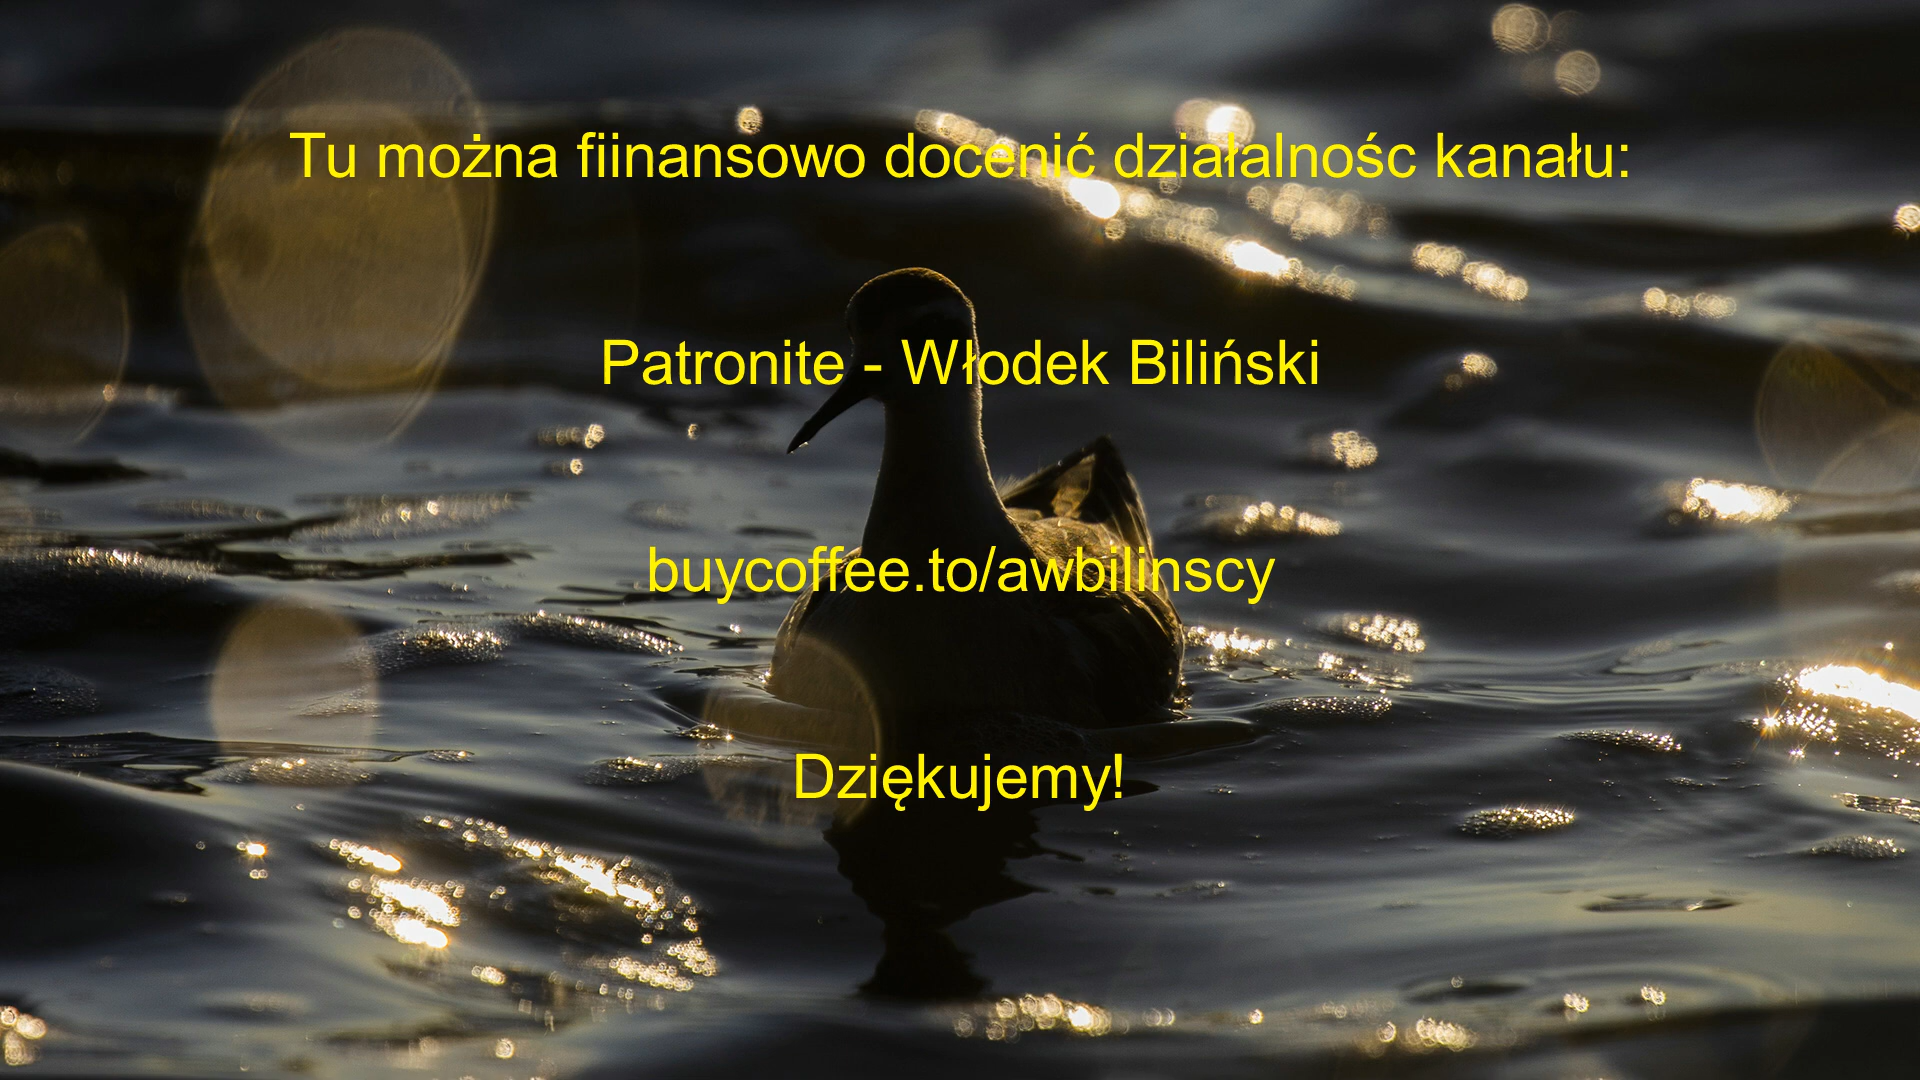 Tu można fiinansowo docenić działalnośc kanału:
Patronite - Włodek Biliński
buycoffee.to/awbilinscy
Dziękujemy!